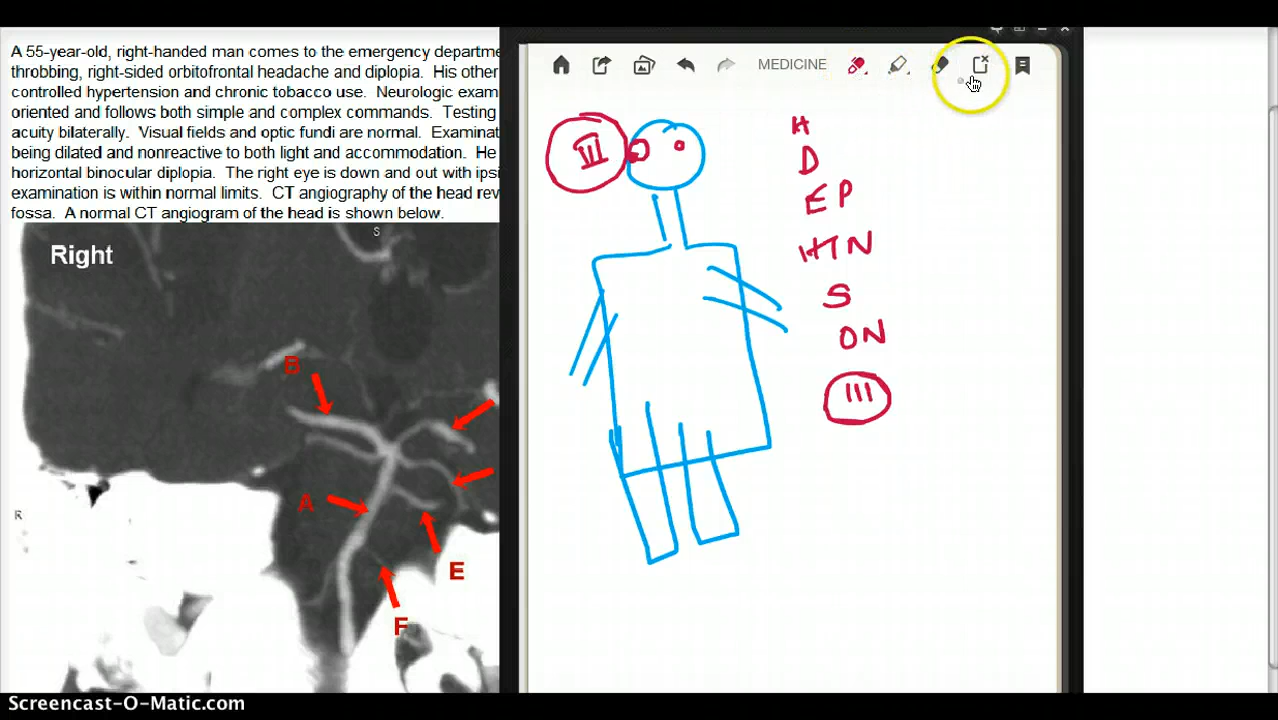 A 55-year-old, right-handed man comes to the emergency departme
throbbing, right-sided orbitofrontal headache and diplopia. His other
controlled hypertension and chronic tobacco use. Neurologic exam
oriented and follows both simple and complex commands. Testing
acuity bilaterally. Visual fields and optic fundi are normal. Examinat
being dilated and nonreactive to both light and accommodation. He
horizontal binocular diplopia. The right eye is down and out with ipsi
examination is within normal limits. CT angiography of the head rev
fossa. A normal CT angiogram of the head is shown below.
S
Right
R
B
A
E
F
MEDICINE
III
H
D
EP
HTN
S
ON
III
Screencast-O-Matic.com